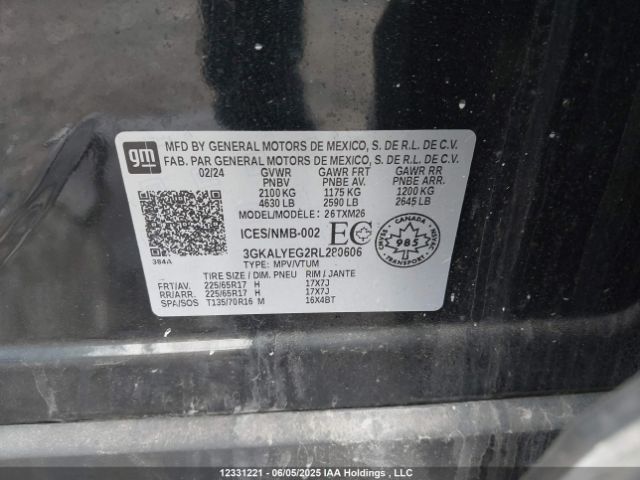 gm
MFD BY GENERAL MOTORS DE MEXICO, S. DE R.L. DE C.V.
FAB. PAR GENERAL MOTORS DE MEXICO, S. DE R.L. DE C.V.
02/24 GVWR GAWR FRT GAWR RR
PNBV PNBE AV. PNBE ARR.
2100 KG 1175 KG 1200 KG
4630 LB 2590 LB 2645 LB
MODEL/MODÈLE: 26TXM26
ICES/NMB-002 EC
CANADA
985
3GKALYEG2RL280606
384A TYPE: MPV/VTUM
TIRE SIZE / DIM. PNEU RIM / JANTE
FRT/AV. 225/65R17 H 17X7J
RR/ARR. 225/65R17 H 17X7J
SPA/SOS T135/70R16 M 16X4BT
12331221 - 06/05/2025 IAA Holdings, LLC